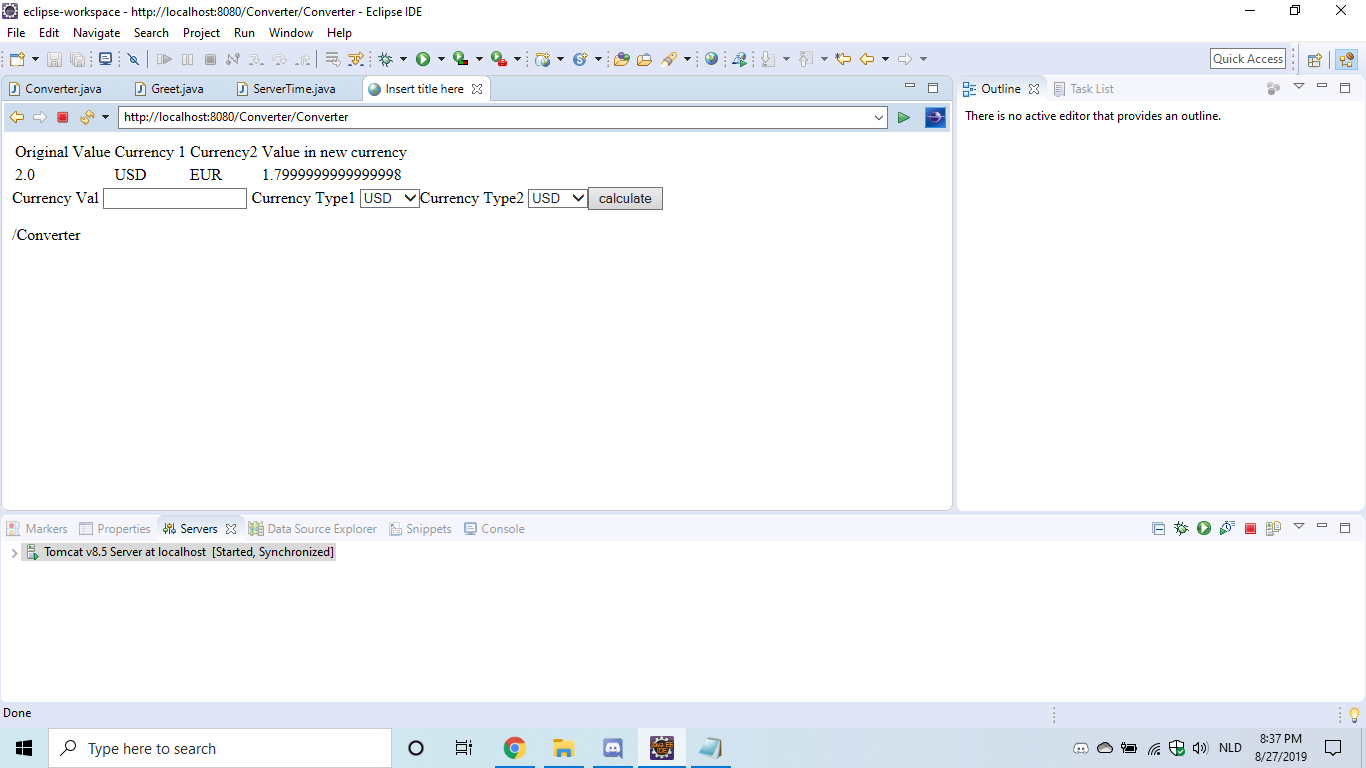 eclipse-workspace - http://localhost:8080/Converter/Converter - Eclipse IDE
File Edit Navigate Search Project Run Window Help
Quick Access
Converter.java Greet.java ServerTime.java Insert title here
Outline Task List
http://localhost:8080/Converter/Converter
There is no active editor that provides an outline.
Original Value Currency 1 Currency2 Value in new currency
2.0 USD EUR 1.7999999999999998
Currency Val Currency Type1 USD Currency Type2 USD calculate
/Converter
Markers Properties Servers Data Source Explorer Snippets Console
Tomcat v8.5 Server at localhost [Started, Synchronized]
Done
Type here to search
NLD
8:37 PM
8/27/2019